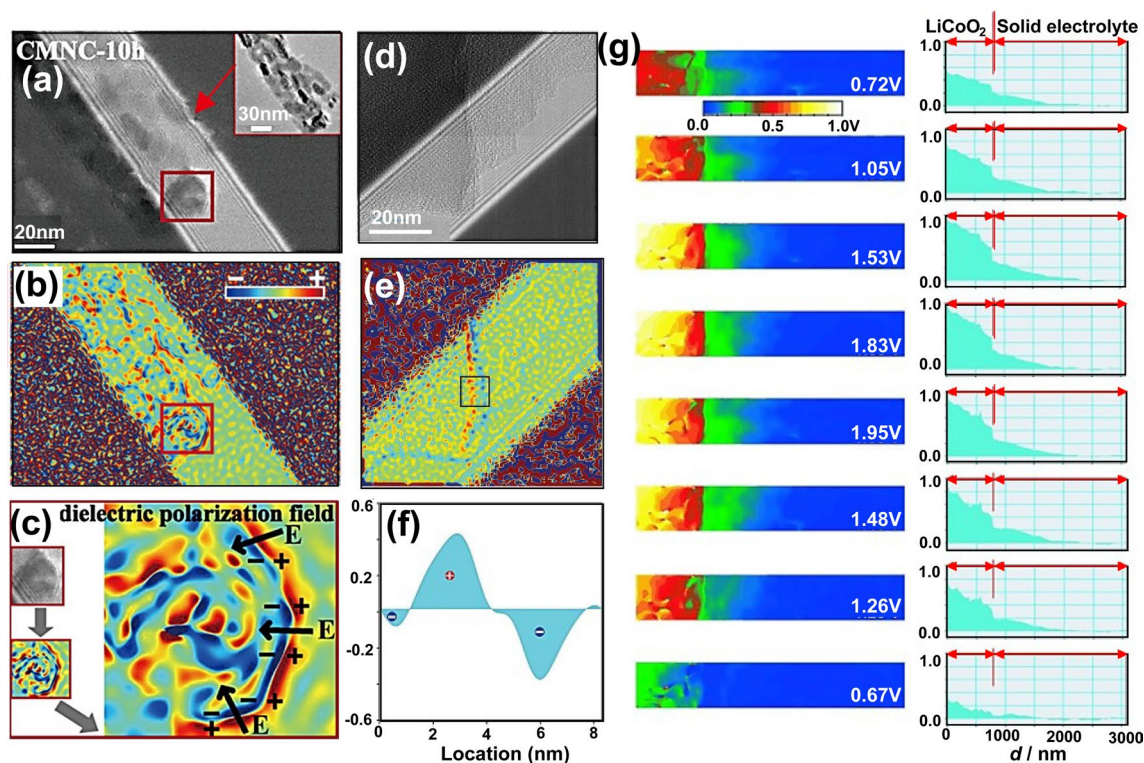 CMNC-10h
(a)
30nm
20nm
(b)
- +
(c)
dielectric polarization field
E
- +
- +
E
- +
- +
E
- +
(d)
20nm
(e)
(f)
0.6
0.2
-0.2
-0.6
+
-
-
0 2 4 6 8
Location (nm)
(g)
0.72V
0.0 0.5 1.0V
1.05V
1.53V
1.83V
1.95V
1.48V
1.26V
0.67V
LiCoO2 Solid electrolyte
1.0
0.0
1.0
0.0
1.0
0.0
1.0
0.0
1.0
0.0
1.0
0.0
1.0
0.0
1.0
0.0
0 1000 2000 3000
d / nm